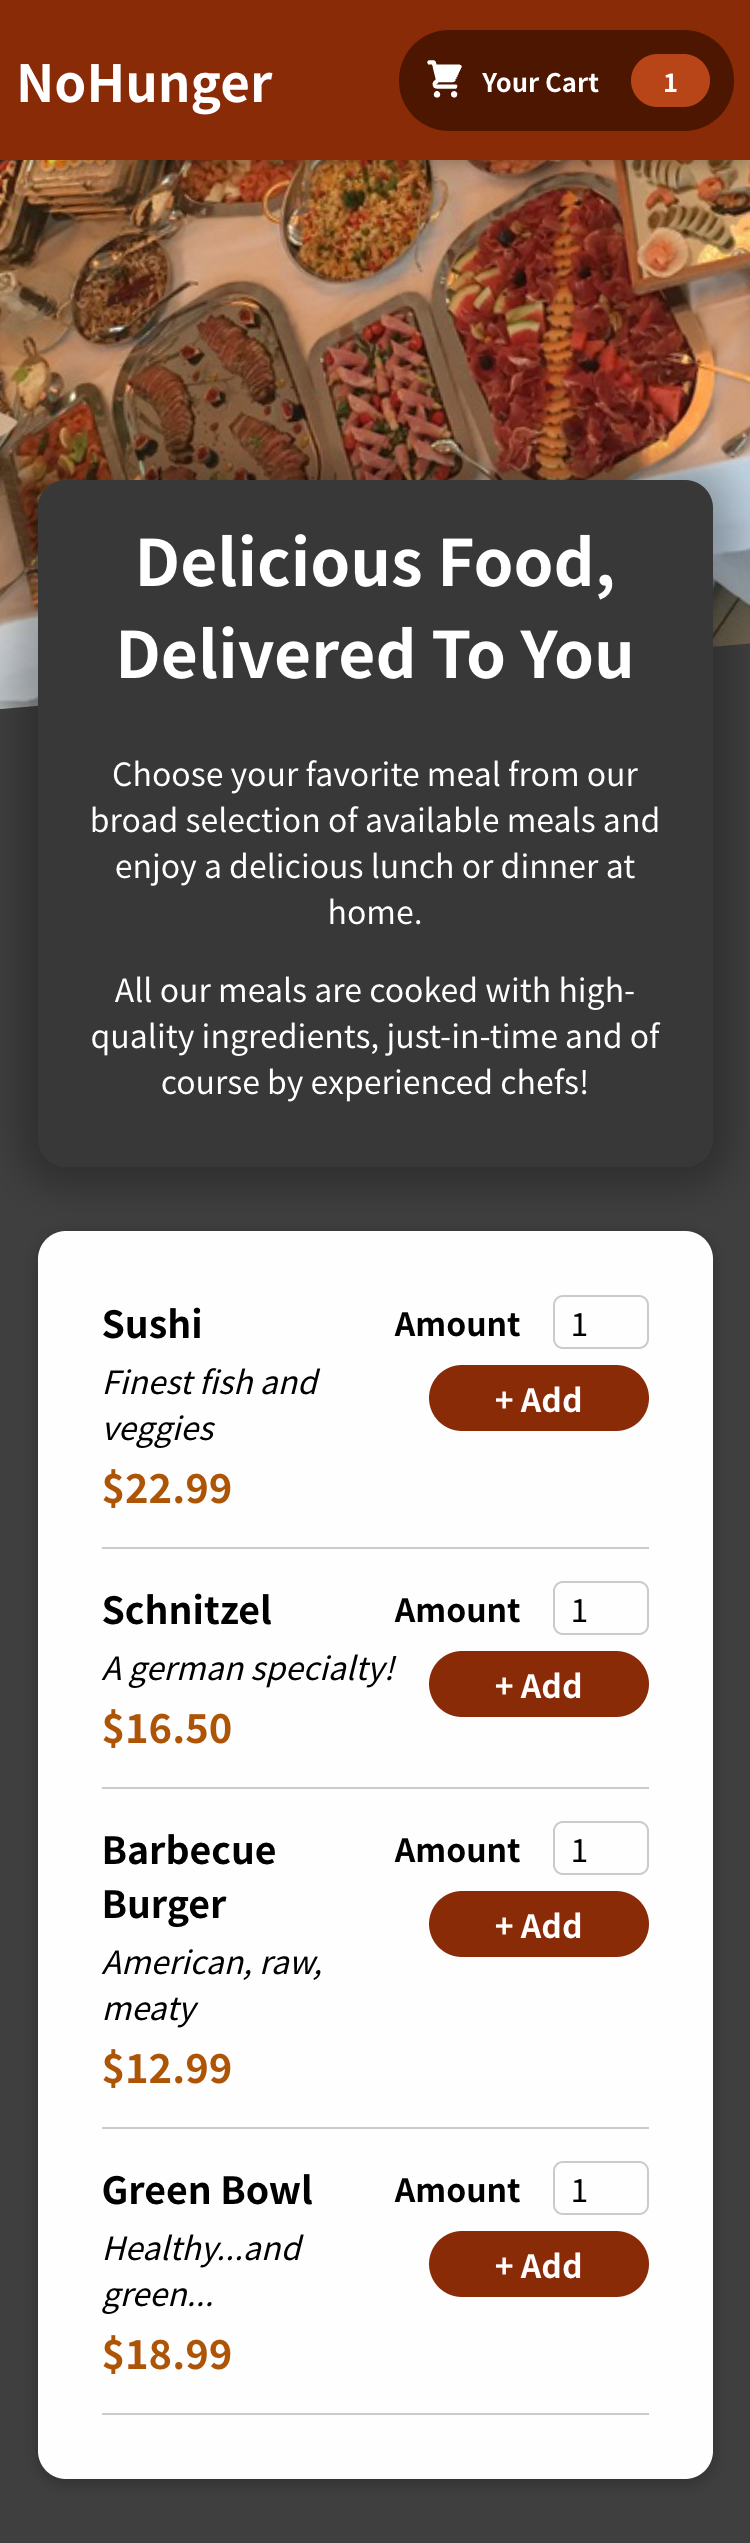 NoHunger
Your Cart 1
Delicious Food,
Delivered To You
Choose your favorite meal from our
broad selection of available meals and
enjoy a delicious lunch or dinner at
home.
All our meals are cooked with high-
quality ingredients, just-in-time and of
course by experienced chefs!
Sushi
Amount 1
Finest fish and
veggies
+ Add
$22.99
Schnitzel
Amount 1
A german specialty!
+ Add
$16.50
Barbecue
Burger
Amount 1
American, raw,
meaty
+ Add
$12.99
Green Bowl
Amount 1
Healthy...and
green...
+ Add
$18.99